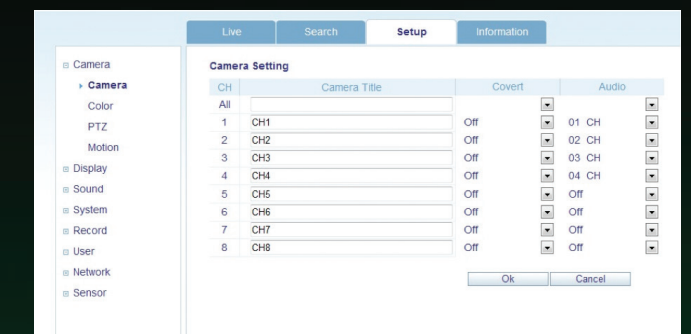 Live Search Setup Information
Camera
Camera
Color
PTZ
Motion
Display
Sound
System
Record
User
Network
Sensor
Camera Setting
CH Camera Title Covert Audio
All
1 CH1 Off 01 CH
2 CH2 Off 02 CH
3 CH3 Off 03 CH
4 CH4 Off 04 CH
5 CH5 Off Off
6 CH6 Off Off
7 CH7 Off Off
8 CH8 Off Off
Ok Cancel